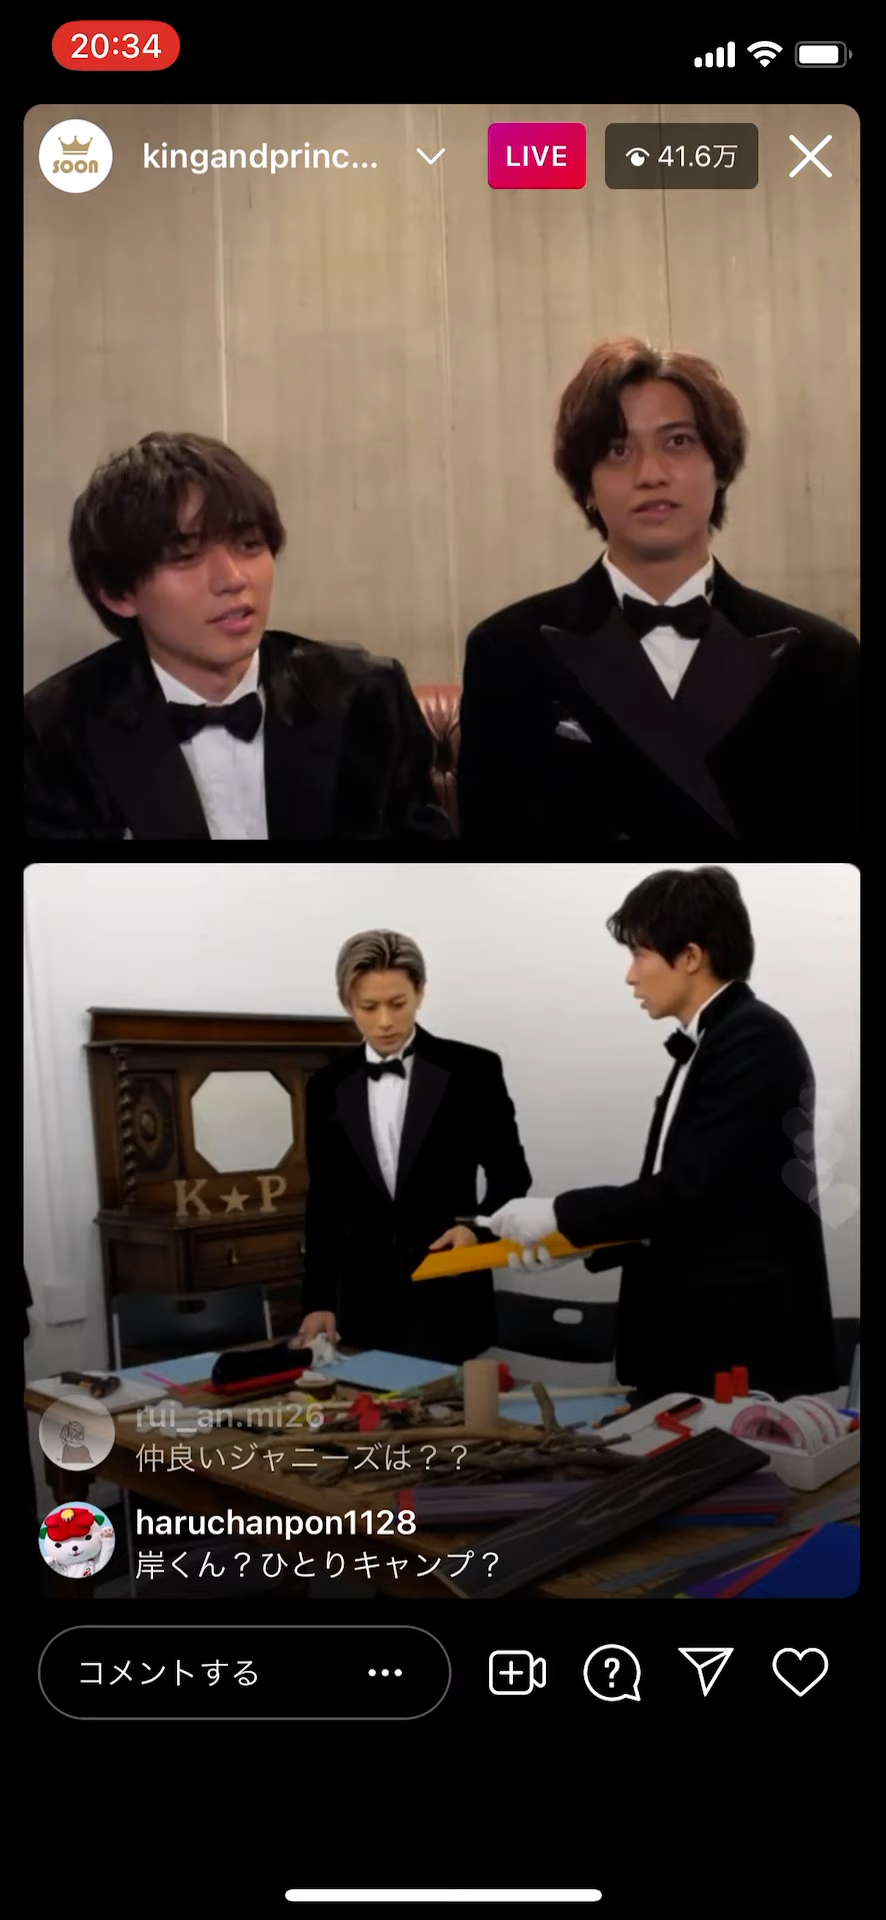 20:34
SOON
kingandprinc...
LIVE
41.6万
K★P
rui_an.mi26
仲良いジャニーズは？？
haruchanpon1128
岸くん？ひとりキャンプ？
コメントする